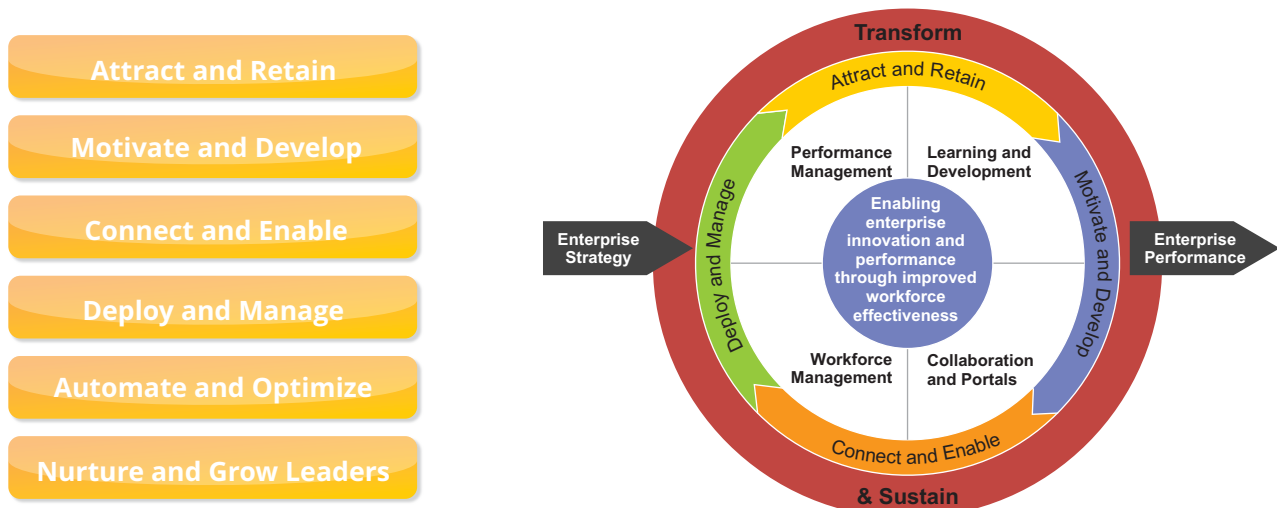 Attract and Retain
Motivate and Develop
Connect and Enable
Deploy and Manage
Automate and Optimize
Nurture and Grow Leaders
Transform
Attract and Retain
Performance
Management
Learning and
Development
Deploy and Manage
Enterprise
Strategy
Enabling
enterprise
innovation and
performance
through improved
workforce
effectiveness
Motivate and Develop
Enterprise
Performance
Workforce
Management
Collaboration
and Portals
Connect and Enable
& Sustain